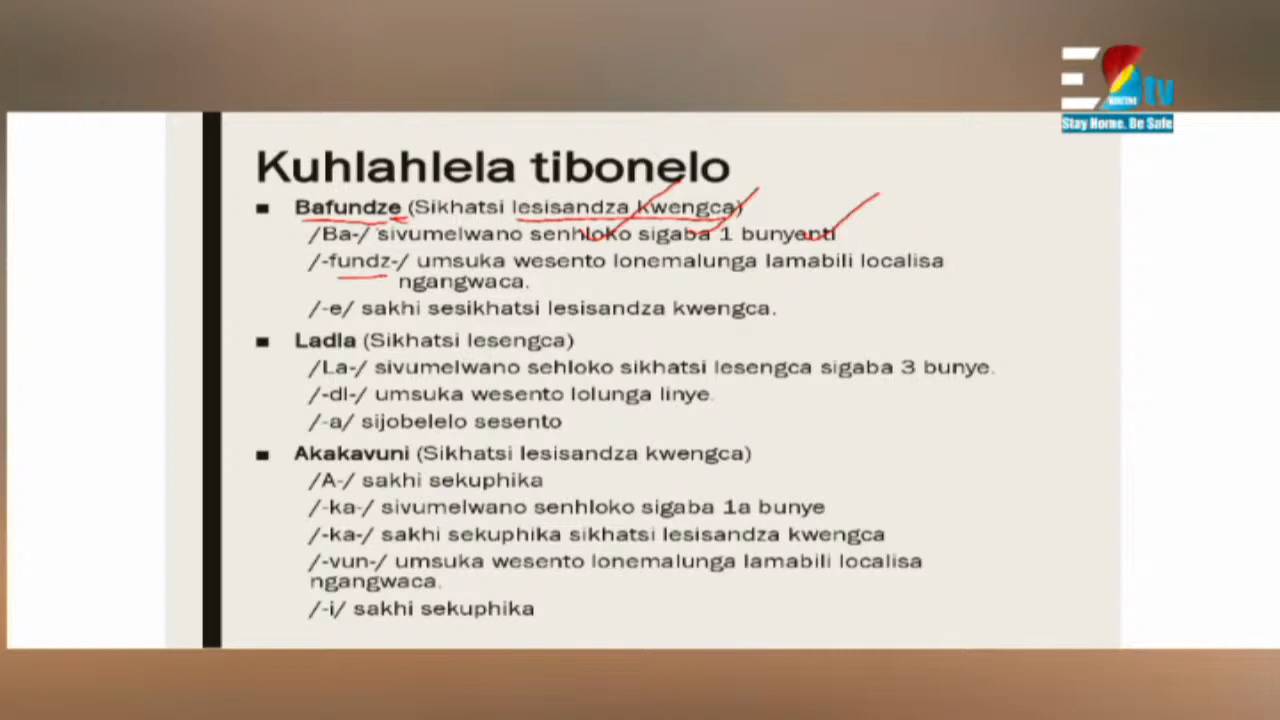 E
tv
Stay Home. Be Safe
Kuhlahlela tibonelo
Bafundze (Sikhatsi lesisandza kwengca)
/Ba-/ sivumelwano senhloko sigaba 1 bunyenti
/-fundz-/ umsuka wesento lonemalunga lamabili localisa
ngangwaca.
/-e/ sakhi sesikhatsi lesisandza kwengca.
Ladla (Sikhatsi lesengca)
/La-/ sivumelwano sehloko sikhatsi lesengca sigaba 3 bunye.
/-dl-/ umsuka wesento lolunga linye.
/-a/ sijobelelo sesento
Akakavuni (Sikhatsi lesisandza kwengca)
/A-/ sakhi sekuphika
/-ka-/ sivumelwano senhloko sigaba 1a bunye
/-ka-/ sakhi sekuphika sikhatsi lesisandza kwengca
/-vun-/ umsuka wesento lonemalunga lamabili localisa
ngangwaca.
/-i/ sakhi sekuphika